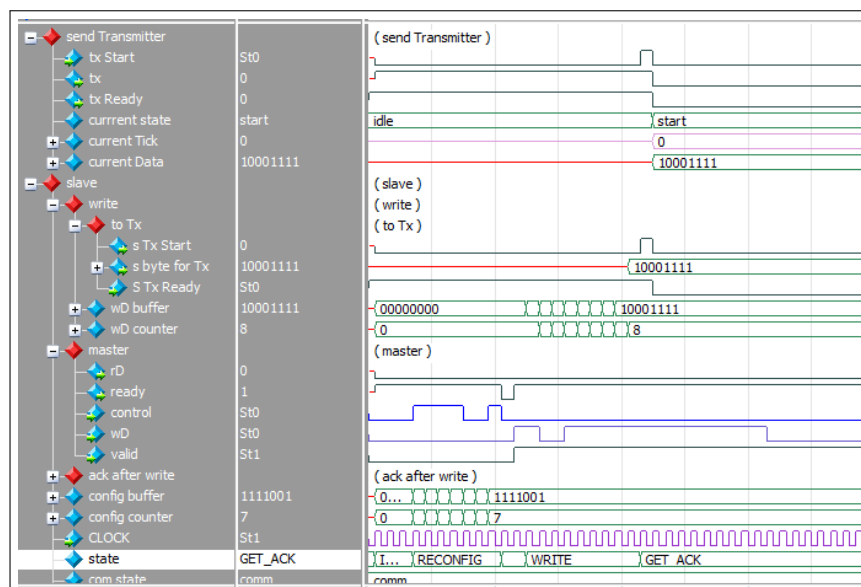 send Transmitter (send Transmitter)
tx Start St0
tx 0
tx Ready 0
currrent state start idle start
current Tick 0 0
current Data 10001111 10001111
slave (slave)
write (write)
to Tx (to Tx)
s Tx Start 0
s byte for Tx 10001111 10001111
S Tx Ready St0
wD buffer 10001111 00000000 10001111
wD counter 8 0 8
master (master)
rD 0
ready 1
control St0
wD St0
valid St1
ack after write (ack after write)
config buffer 1111001 0... 1111001
config counter 7 0 7
CLOCK St1
state GET_ACK I... RECONFIG WRITE GET ACK
com state comm comm